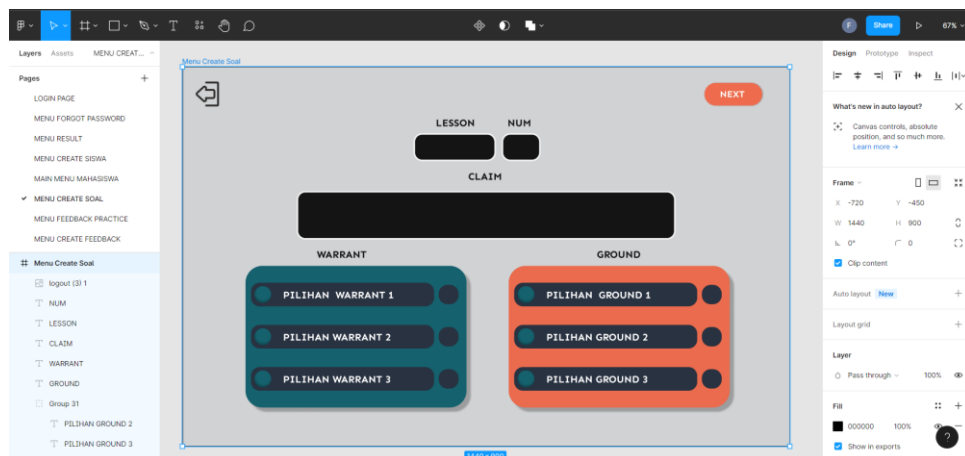 F
Share
67%
Layers
Assets
MENU CREAT...
Pages
LOGIN PAGE
MENU FORGOT PASSWORD
MENU RESULT
MENU CREATE SISWA
MAIN MENU MAHASISWA
MENU CREATE SOAL
MENU FEEDBACK PRACTICE
MENU CREATE FEEDBACK
Menu Create Soal
logout (3) 1
NUM
LESSON
CLAIM
WARRANT
GROUND
Group 31
PILIHAN GROUND 2
PILIHAN GROUND 3
Menu Create Soal
NEXT
LESSON NUM
CLAIM
WARRANT
PILIHAN WARRANT 1
PILIHAN WARRANT 2
PILIHAN WARRANT 3
GROUND
PILIHAN GROUND 1
PILIHAN GROUND 2
PILIHAN GROUND 3
1440 × 900
Design Prototype Inspect
What's new in auto layout?
Canvas controls, absolute
position, and so much more.
Learn more →
Frame
X -720 Y -450
W 1440 H 900
0° 0
Clip content
Auto layout New
Layout grid
Layer
Pass through 100%
Fill
000000 100%
Show in exports
?